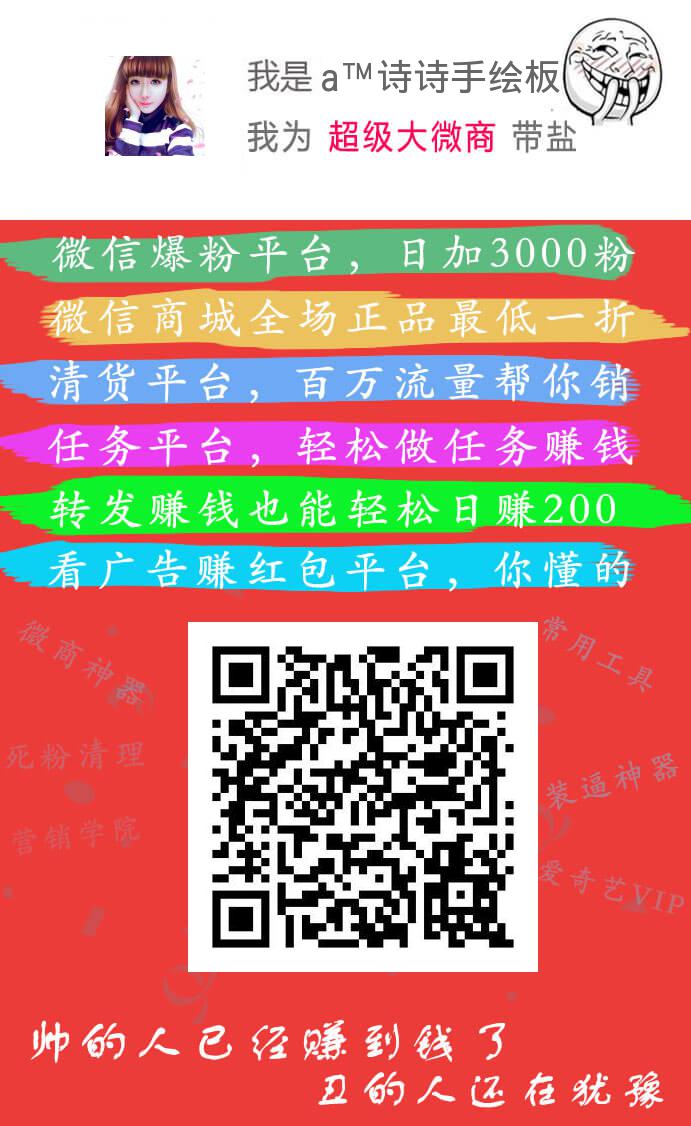 我是 a™诗诗手绘板
我为 超级大微商 带盐
微信爆粉平台，日加3000粉
微信商城全场正品最低一折
清货平台，百万流量帮你销
任务平台，轻松做任务赚钱
转发赚钱也能轻松日赚200
看广告赚红包平台，你懂的
微商神器
常用工具
死粉清理
装逼神器
营销学院
爱奇艺VIP
帅的人已经赚到钱了
丑的人还在犹豫